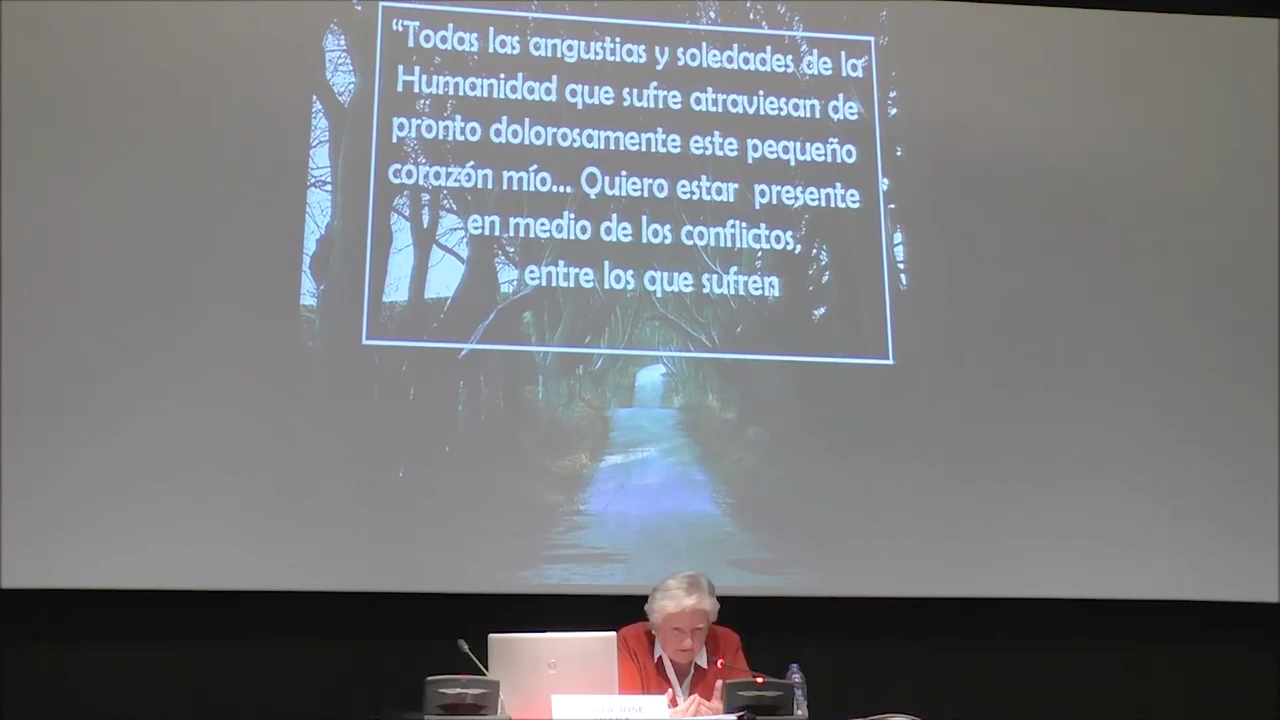 “Todas las angustias y soledades de la
Humanidad que sufre atraviesan de
pronto dolorosamente este pequeño
corazón mío... Quiero estar presente
en medio de los conflictos,
entre los que sufren
JOSÉ